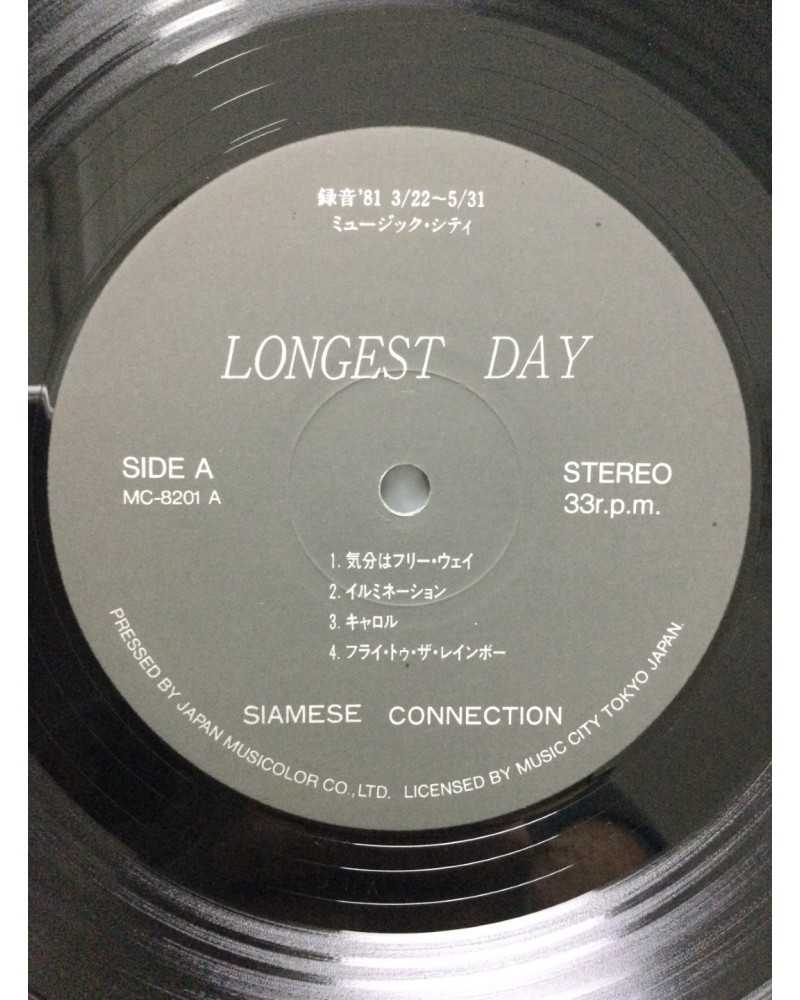 録音'81 3/22～5/31
ミュージック・シティ
LONGEST DAY
SIDE A
MC-8201 A
STEREO
33r.p.m.
1. 気分はフリー・ウェイ
2. イルミネーション
3. キャロル
4. フライ・トゥ・ザ・レインボー
SIAMESE CONNECTION
PRESSED BY JAPAN MUSICOLOR CO., LTD. LICENSED BY MUSIC CITY TOKYO JAPAN.